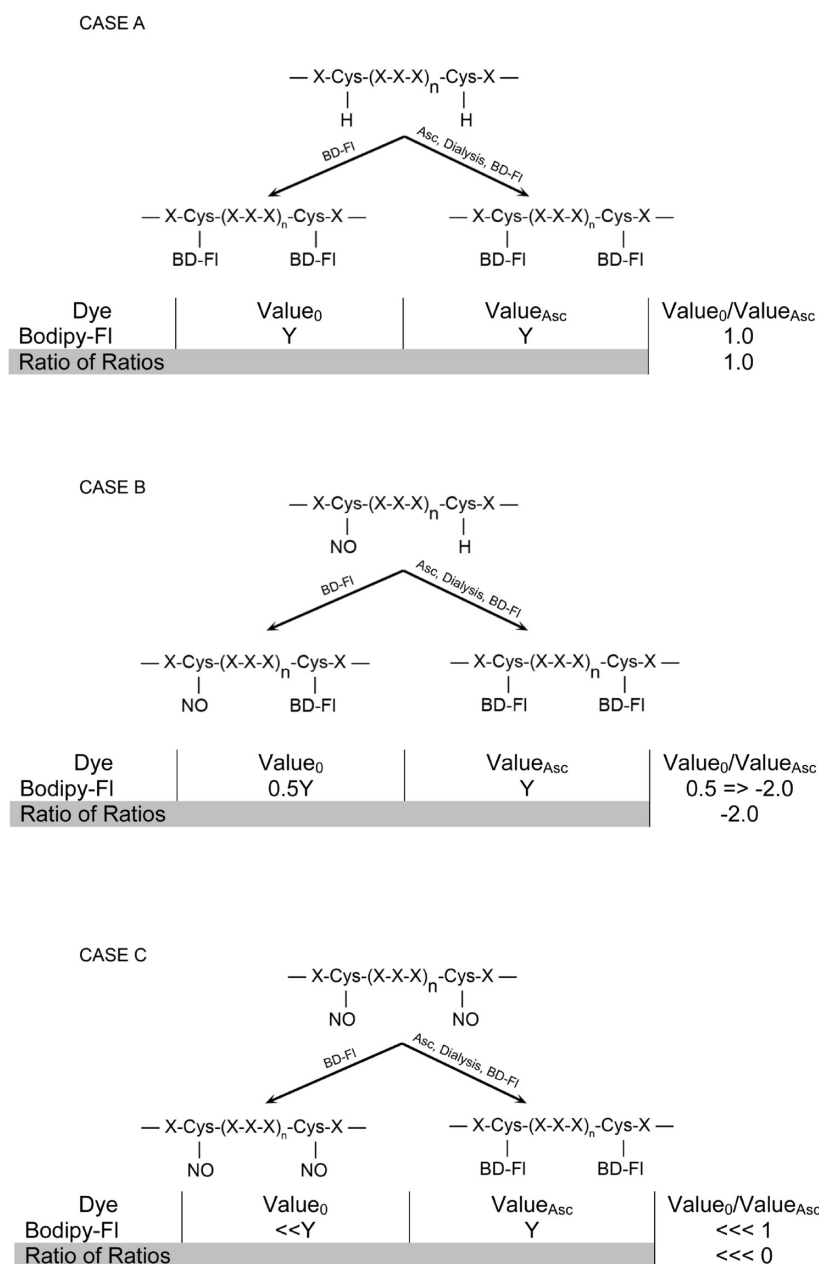 CASE A
— X-Cys-(X-X-X)n-Cys-X —
H H
BD-Fl Asc, Dialysis, BD-Fl
— X-Cys-(X-X-X)n-Cys-X — — X-Cys-(X-X-X)n-Cys-X —
BD-Fl BD-Fl BD-Fl BD-Fl
Dye Value0 ValueAsc Value0/ValueAsc
Bodipy-Fl Y Y 1.0
Ratio of Ratios 1.0
CASE B
— X-Cys-(X-X-X)n-Cys-X —
NO H
BD-Fl Asc, Dialysis, BD-Fl
— X-Cys-(X-X-X)n-Cys-X — — X-Cys-(X-X-X)n-Cys-X —
NO BD-Fl BD-Fl BD-Fl
Dye Value0 ValueAsc Value0/ValueAsc
Bodipy-Fl 0.5Y Y 0.5 => -2.0
Ratio of Ratios -2.0
CASE C
— X-Cys-(X-X-X)n-Cys-X —
NO NO
BD-Fl Asc, Dialysis, BD-Fl
— X-Cys-(X-X-X)n-Cys-X — — X-Cys-(X-X-X)n-Cys-X —
NO NO BD-Fl BD-Fl
Dye Value0 ValueAsc Value0/ValueAsc
Bodipy-Fl <<Y Y <<< 1
Ratio of Ratios <<< 0